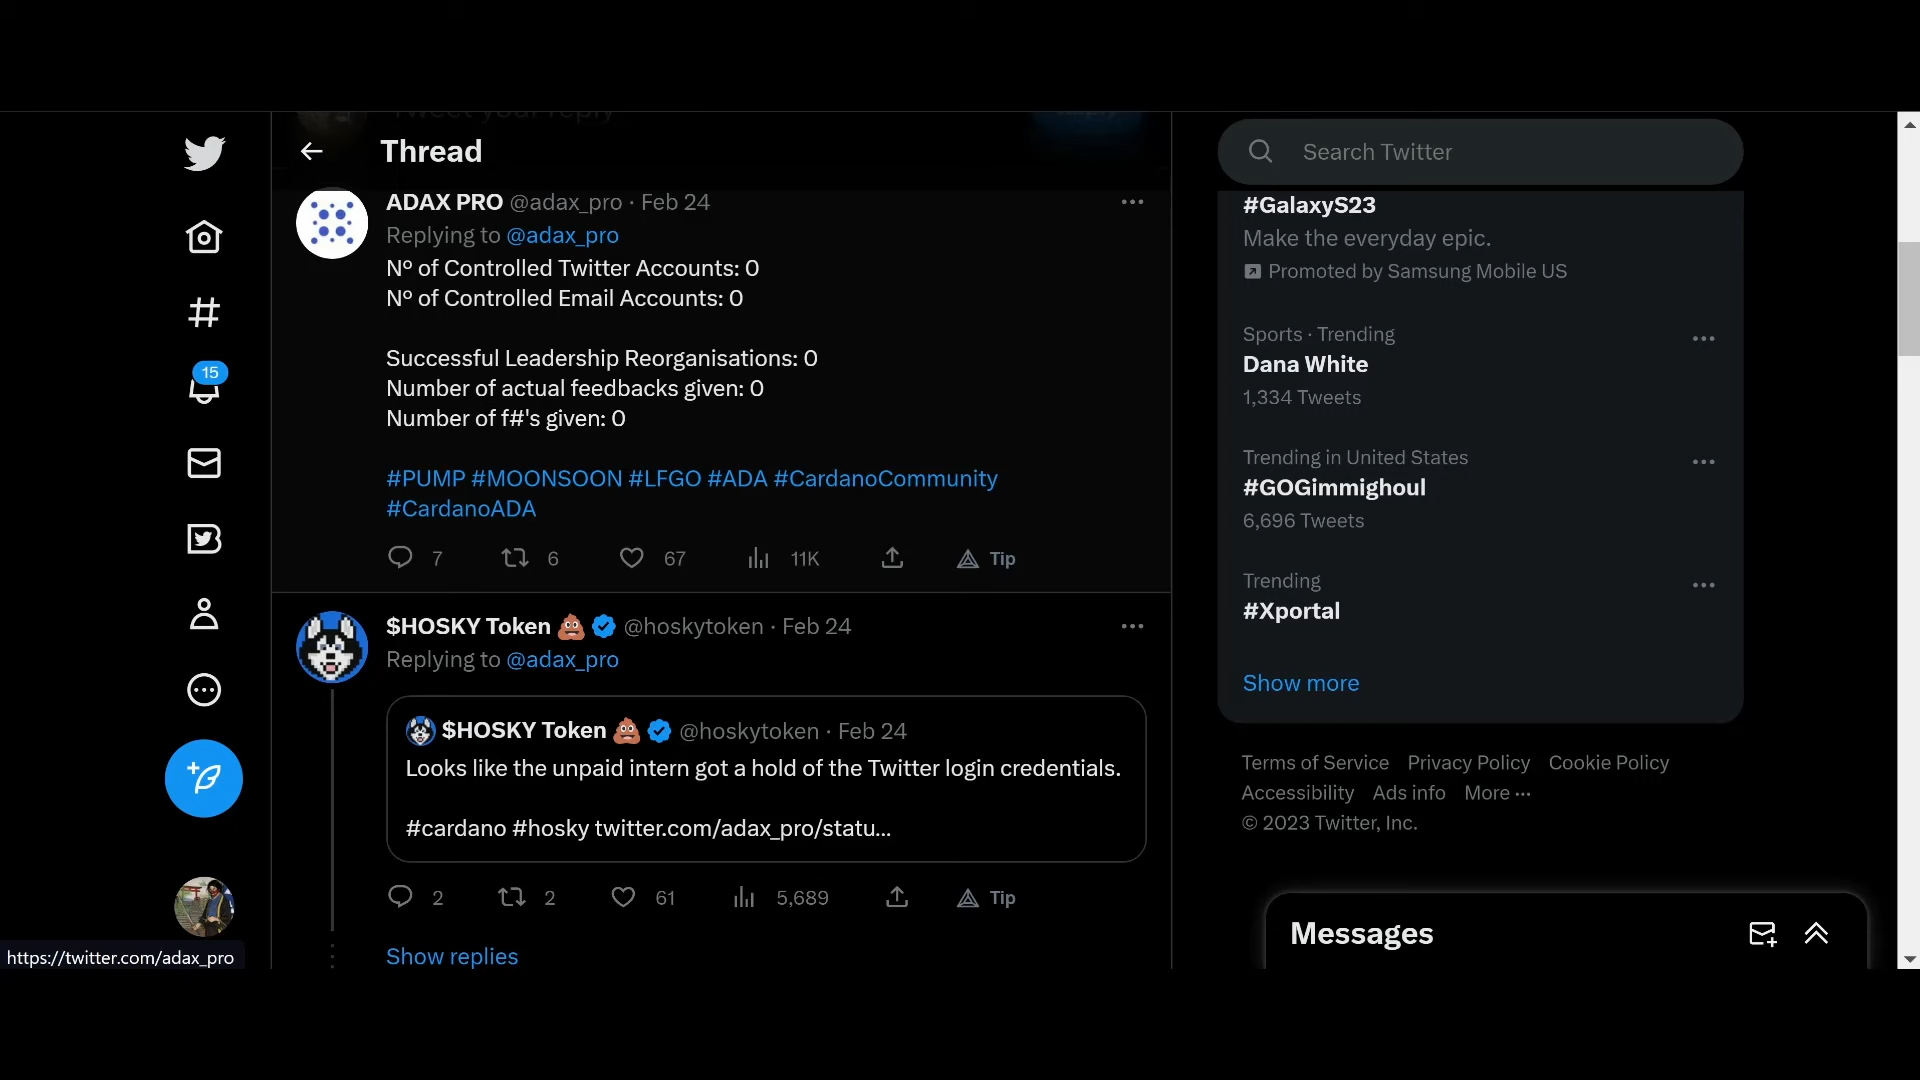 Tweet your reply
Thread
ADAX PRO @adax_pro · Feb 24
Replying to @adax_pro
Nº of Controlled Twitter Accounts: 0
Nº of Controlled Email Accounts: 0
Successful Leadership Reorganisations: 0
Number of actual feedbacks given: 0
Number of f#'s given: 0
#PUMP #MOONSOON #LFGO #ADA #CardanoCommunity
#CardanoADA
7 6 67 11K Tip
$HOSKY Token @hoskytoken · Feb 24
Replying to @adax_pro
$HOSKY Token @hoskytoken · Feb 24
Looks like the unpaid intern got a hold of the Twitter login credentials.
#cardano #hosky twitter.com/adax_pro/statu...
2 2 61 5,689 Tip
Show replies
15
https://twitter.com/adax_pro
Search Twitter
#GalaxyS23
Make the everyday epic.
Promoted by Samsung Mobile US
Sports · Trending
Dana White
1,334 Tweets
Trending in United States
#GOGimmighoul
6,696 Tweets
Trending
#Xportal
Show more
Terms of Service Privacy Policy Cookie Policy
Accessibility Ads info More ···
© 2023 Twitter, Inc.
Messages